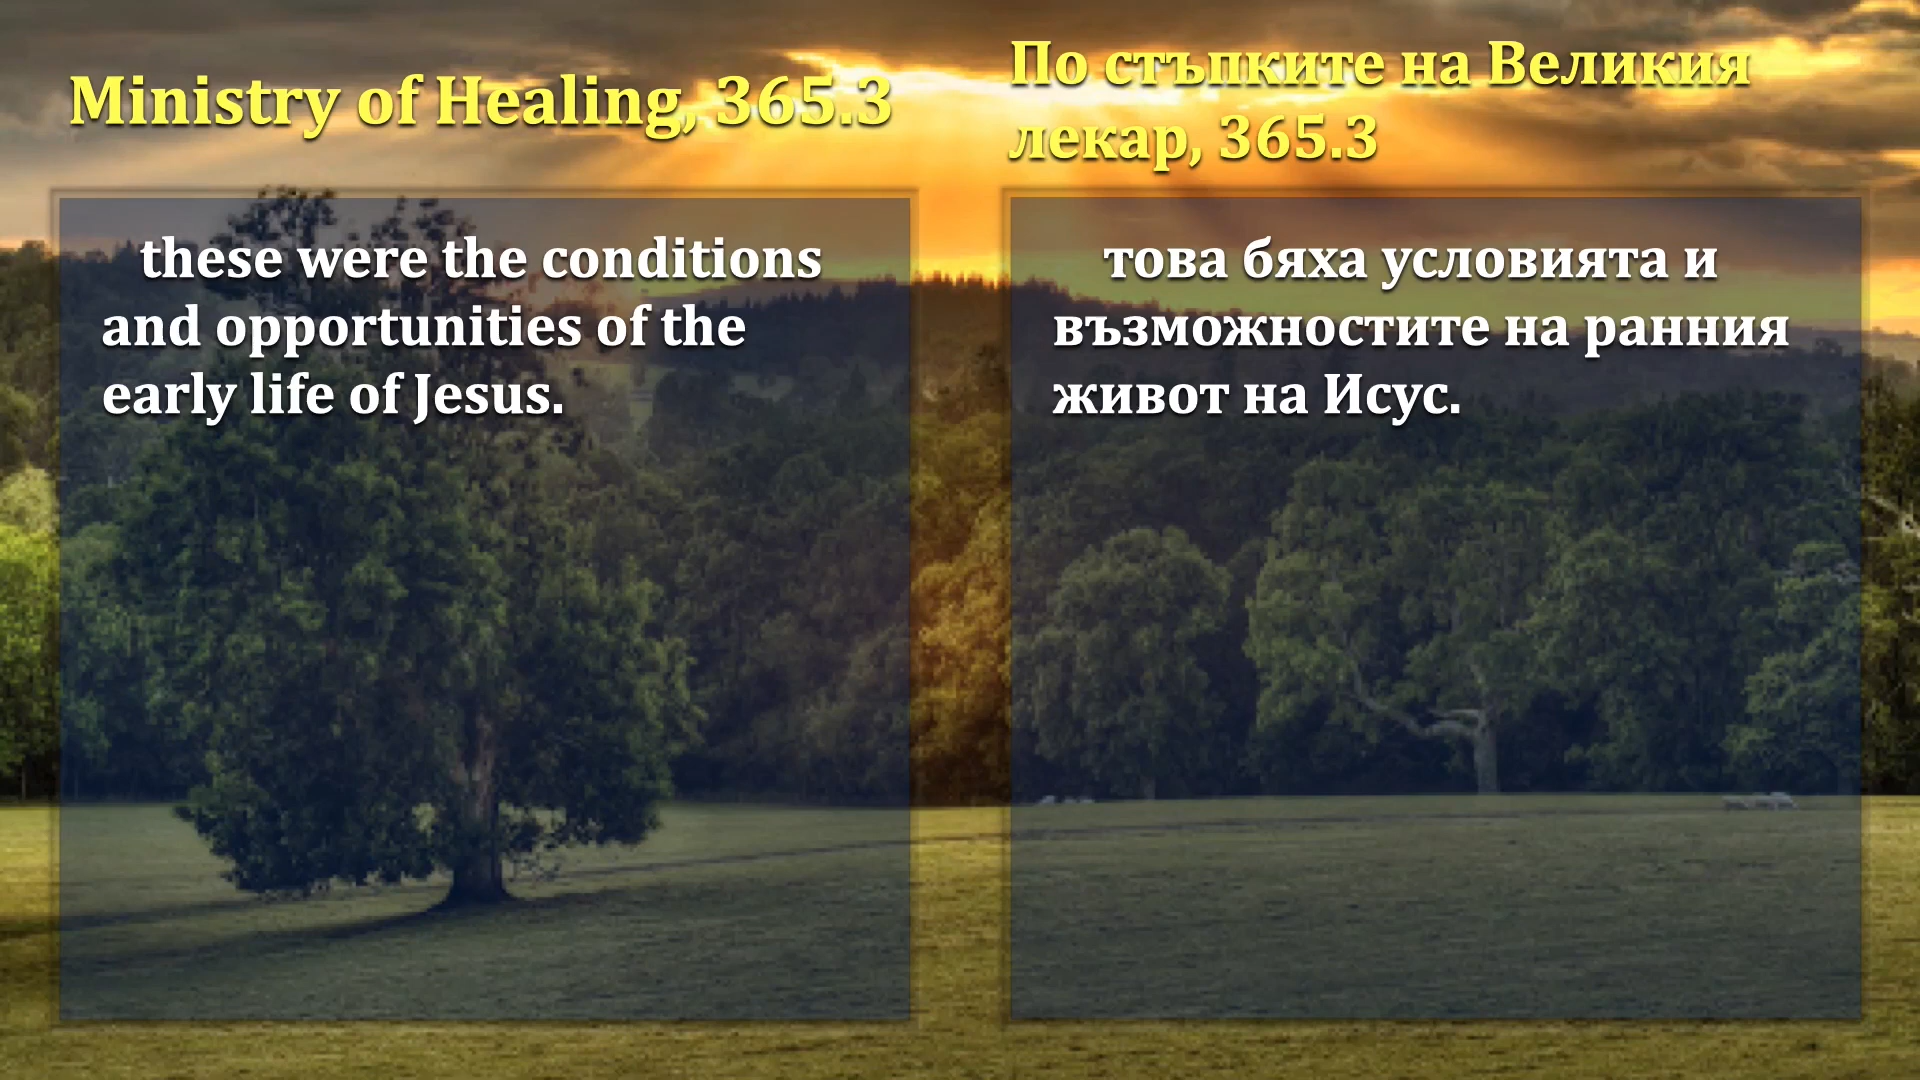 Ministry of Healing, 365.3
these were the conditions
and opportunities of the
early life of Jesus.
По стъпките на Великия
лекар, 365.3
това бяха условията и
възможностите на ранния
живот на Исус.